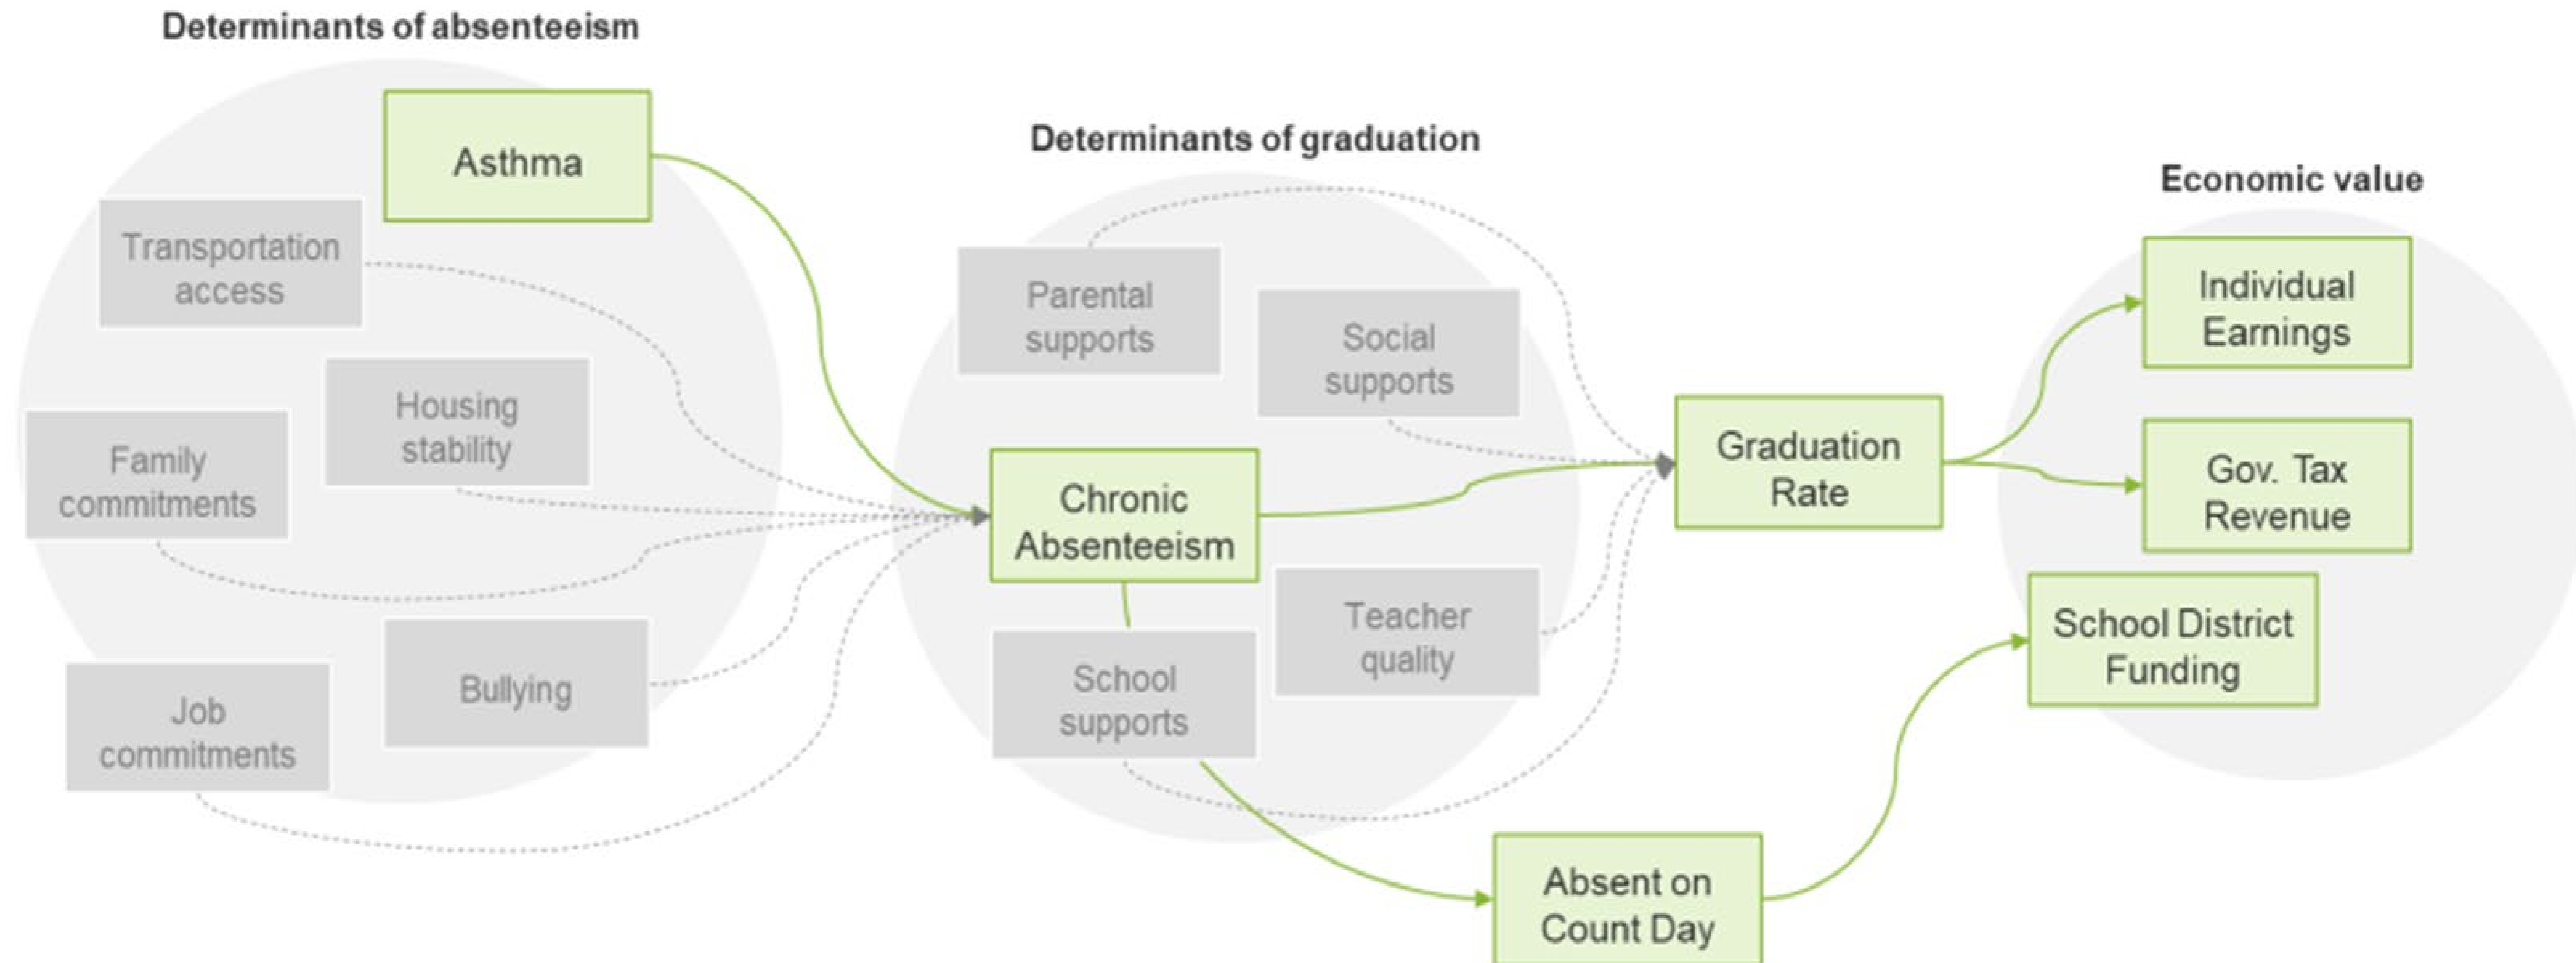 Determinants of absenteeism
Asthma
Transportation
access
Housing
stability
Family
commitments
Bullying
Job
commitments
Determinants of graduation
Parental
supports
Social
supports
Chronic
Absenteeism
Teacher
quality
School
supports
Graduation
Rate
Absent on
Count Day
Economic value
Individual
Earnings
Gov. Tax
Revenue
School District
Funding